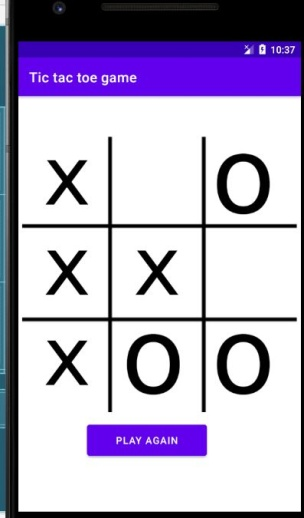 10:37
Tic tac toe game
X O
X X
X O O
PLAY AGAIN